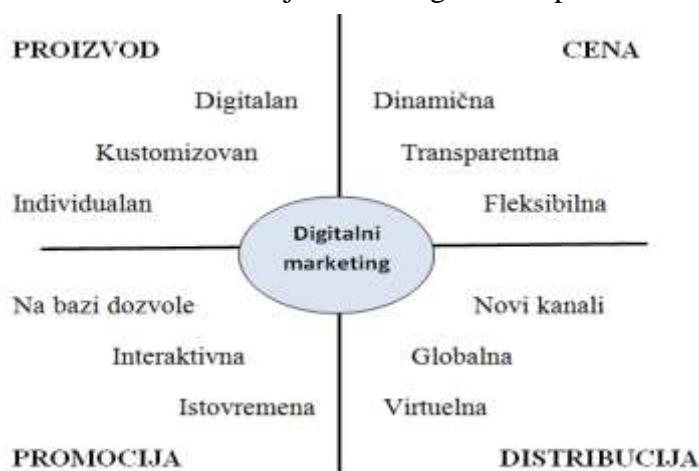 PROIZVOD
CENA
Digitalan
Dinamična
Kustomizovan
Transparentna
Individualan
Fleksibilna
Digitalni
marketing
Na bazi dozvole
Novi kanali
Interaktivna
Globalna
Istovremena
Virtuelna
PROMOCIJA
DISTRIBUCIJA